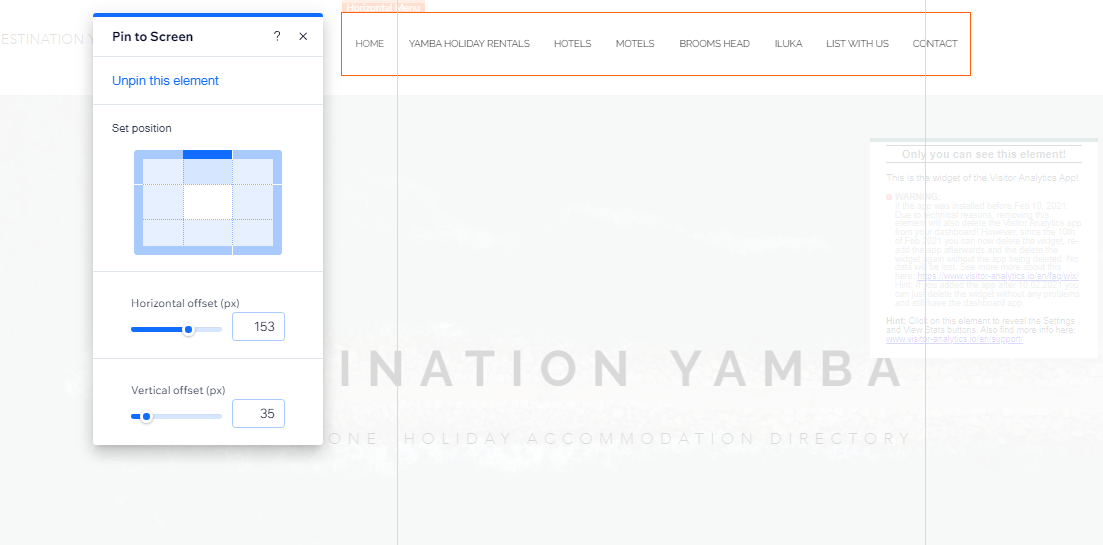 Horizontal Menu
ESTINATION Y
Pin to Screen ? ×
HOME YAMBA HOLIDAY RENTALS HOTELS MOTELS BROOMS HEAD ILUKA LIST WITH US CONTACT
Unpin this element
Set position
Only you can see this element!
This is the widget of the Visitor Analytics App!
WARNING:
If the app was installed before Feb 10, 2021:
Due to technical reasons, removing this
element will also delete the Visitor Analytics app
from your dashboard! However, since the 10th
of Feb 2021 you can now delete the widget, re-
add the app afterwards and the delete the
widget again without the app being deleted. No
data will be lost. See more more about this
here: https://www.visitor-analytics.io/en/faq/wix/
Hint: If you added the app after 10.02.2021 you
can just delete the widget without any problems
and still have the dashboard app.
Hint: Click on this element to reveal the Settings
and View Stats buttons. Also find more info here:
www.visitor-analytics.io/en/support/
Horizontal offset (px)
153
INATION YAMBA
Vertical offset (px)
35
ONE HOLIDAY ACCOMMODATION DIRECTORY